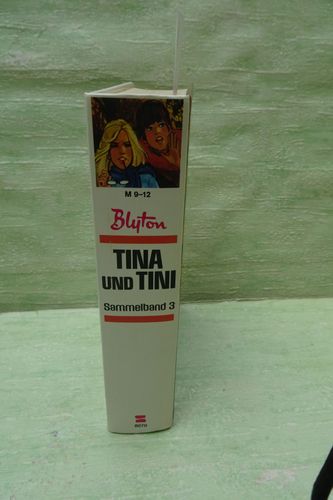 M 9-12
Blyton
TINA
UND TINI
Sammelband 3